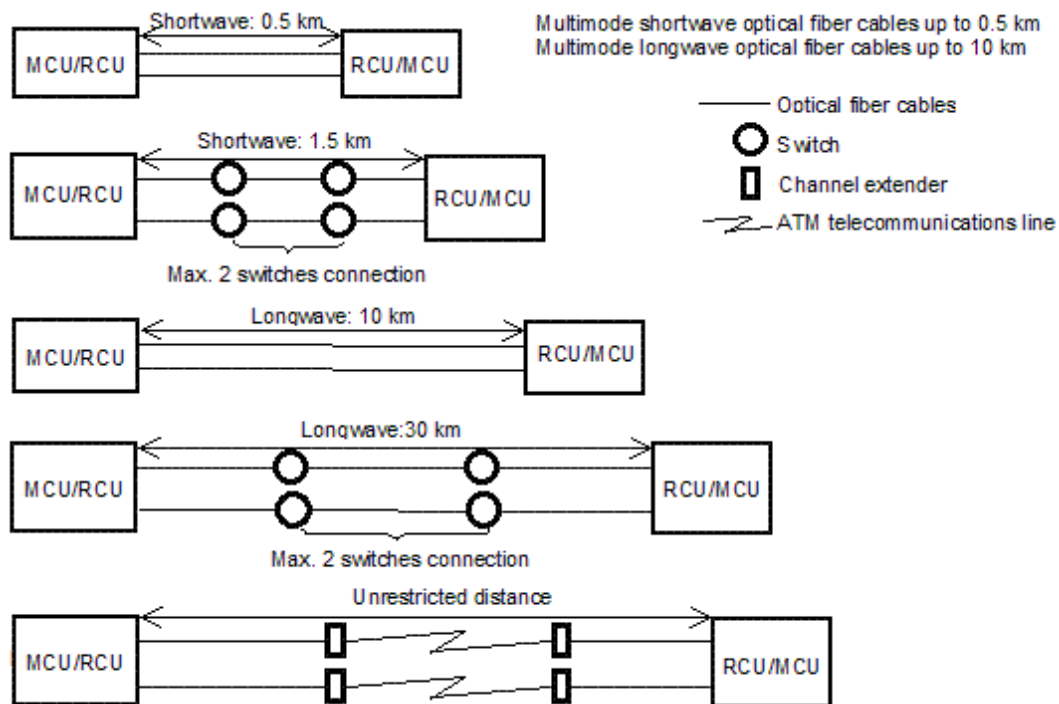 Shortwave: 0.5 km
Multimode shortwave optical fiber cables up to 0.5 km
Multimode longwave optical fiber cables up to 10 km
MCU/RCU
RCU/MCU
Optical fiber cables
Switch
Channel extender
ATM telecommunications line
Shortwave: 1.5 km
MCU/RCU
RCU/MCU
Max. 2 switches connection
Longwave: 10 km
MCU/RCU
RCU/MCU
Longwave:30 km
MCU/RCU
RCU/MCU
Max. 2 switches connection
Unrestricted distance
MCU/RCU
RCU/MCU